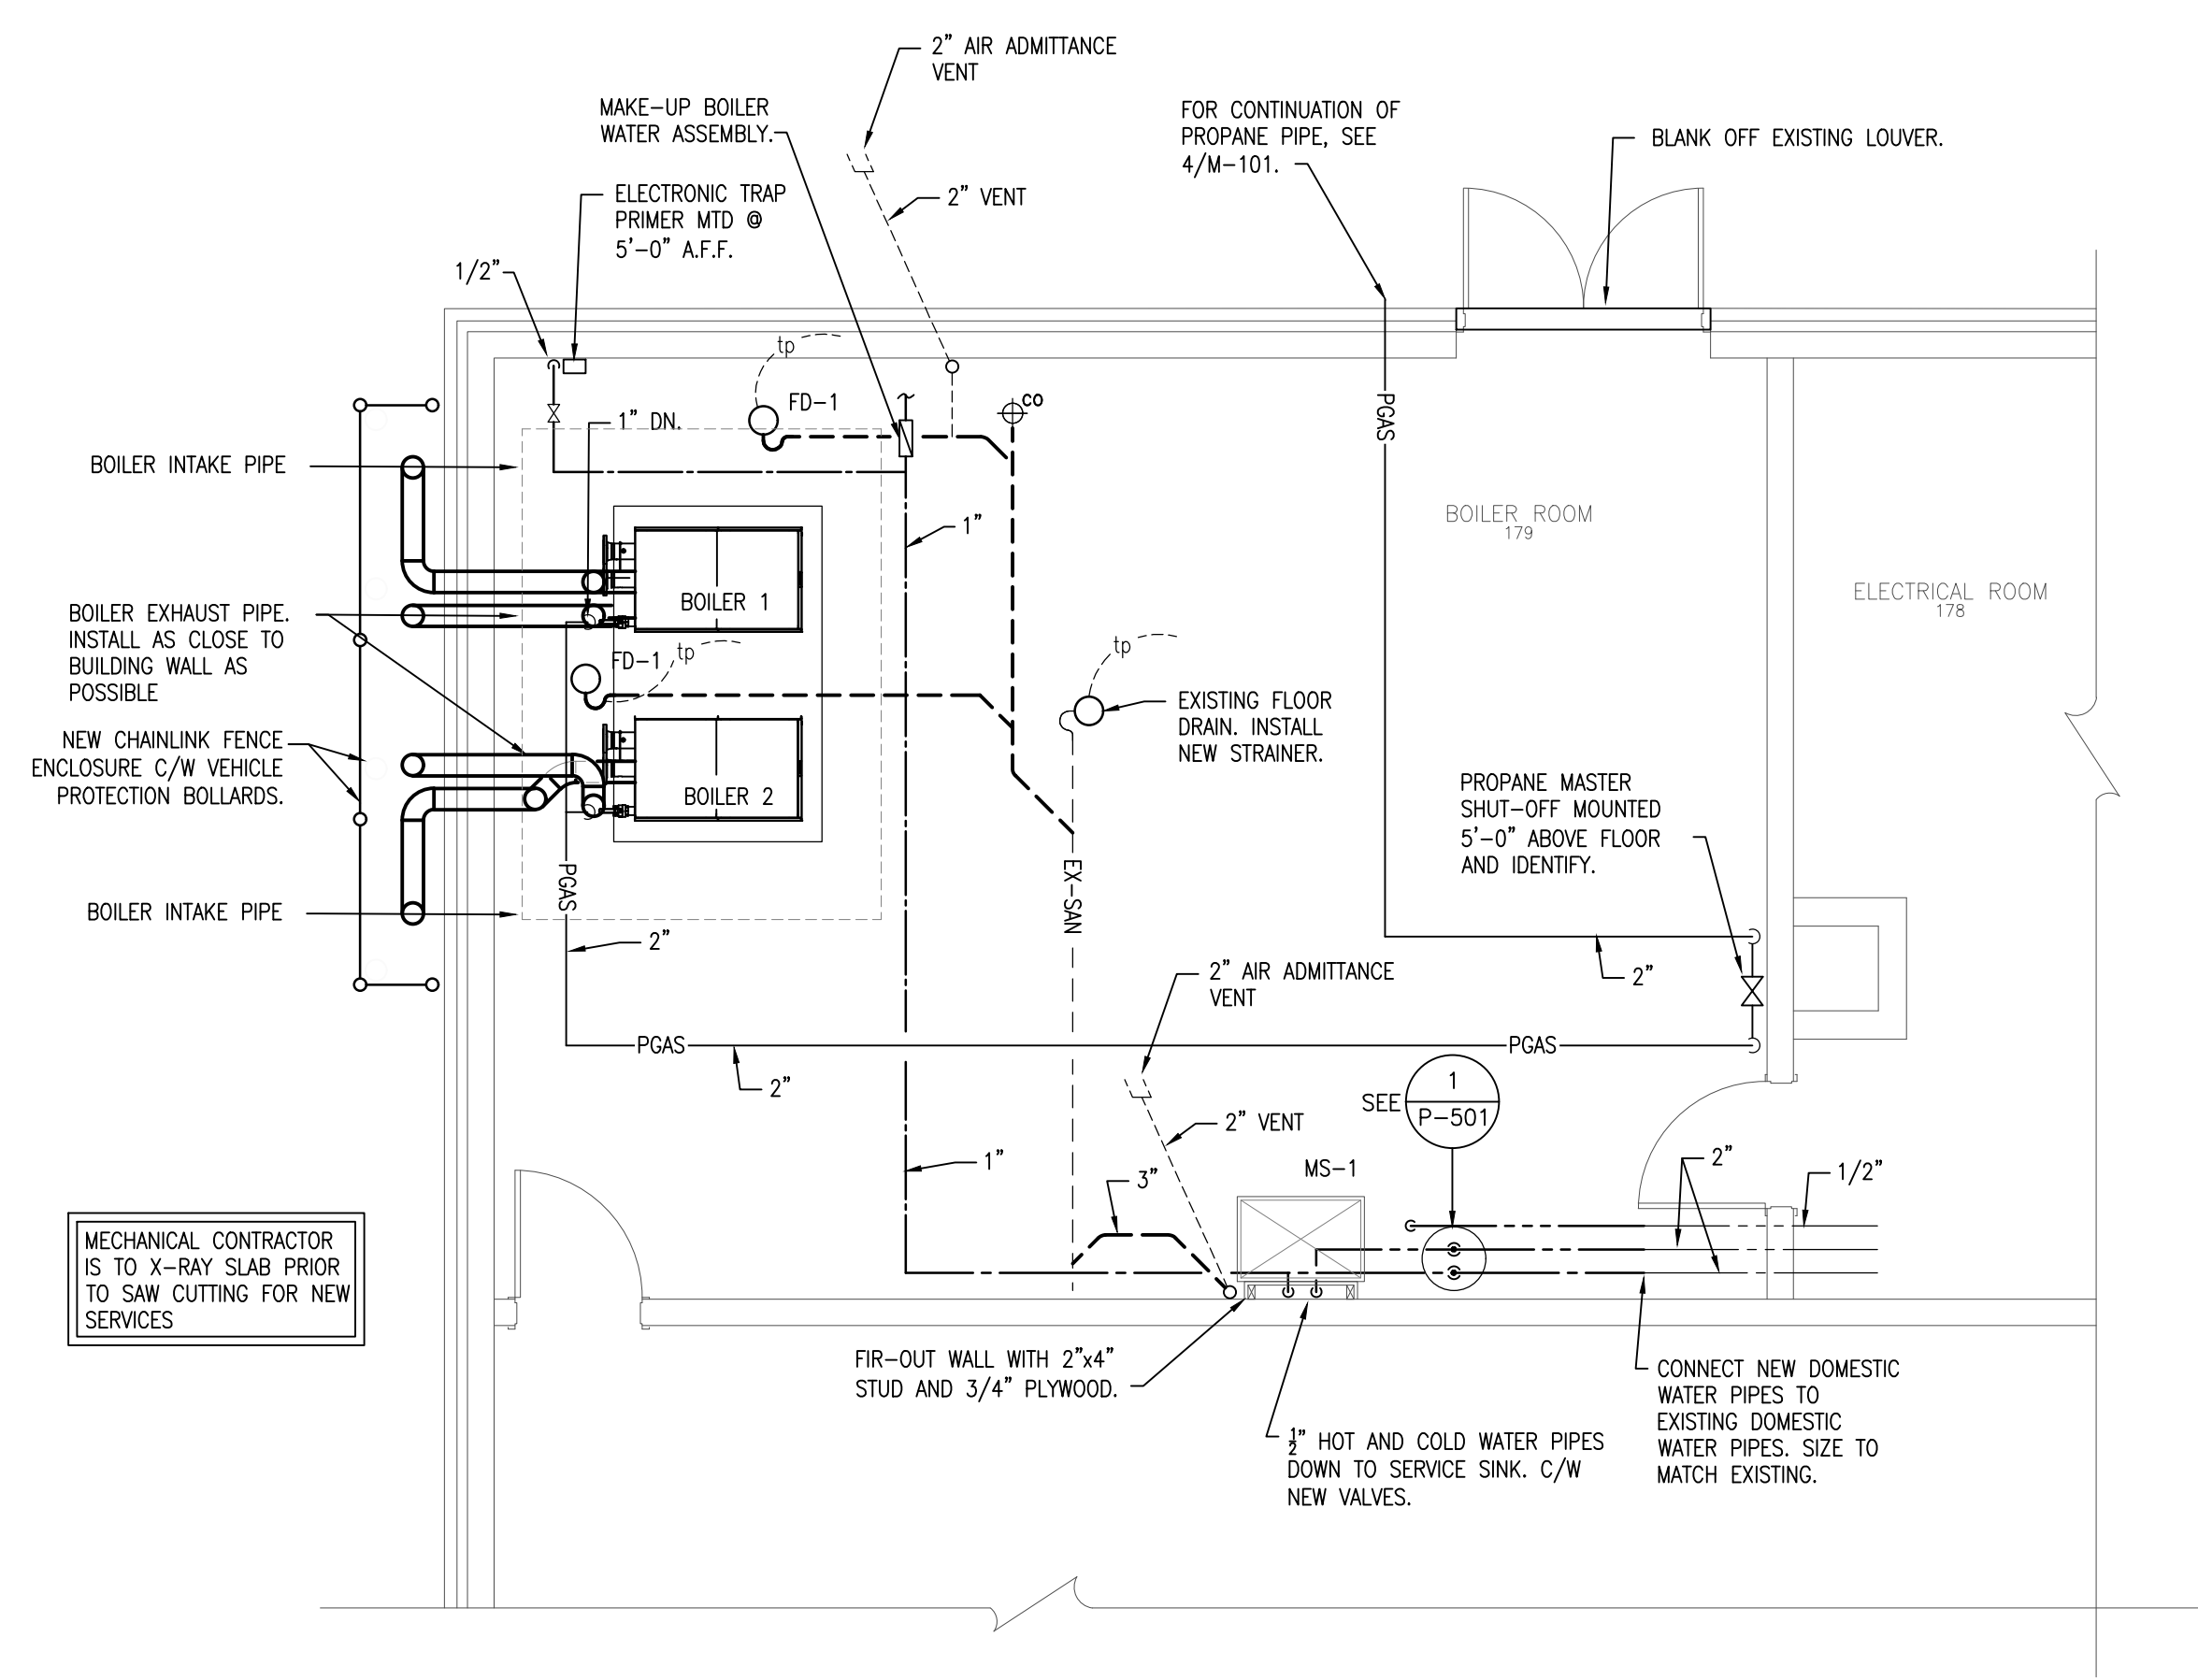 2” AIR ADMITTANCE
VENT
MAKE-UP BOILER
WATER ASSEMBLY.
FOR CONTINUATION OF
PROPANE PIPE, SEE
4/M-101.
BLANK OFF EXISTING LOUVER.
ELECTRONIC TRAP
PRIMER MTD @
5'-0” A.F.F.
2” VENT
1/2”
tp
FD-1
CO
1” DN.
PGAS
BOILER INTAKE PIPE
1”
BOILER ROOM
179
ELECTRICAL ROOM
178
BOILER 1
BOILER EXHAUST PIPE.
INSTALL AS CLOSE TO
BUILDING WALL AS
POSSIBLE
FD-1
tp
tp
EXISTING FLOOR
DRAIN. INSTALL
NEW STRAINER.
NEW CHAINLINK FENCE
ENCLOSURE C/W VEHICLE
PROTECTION BOLLARDS.
BOILER 2
PROPANE MASTER
SHUT-OFF MOUNTED
5'-0” ABOVE FLOOR
AND IDENTIFY.
PGAS
EX-SAN
BOILER INTAKE PIPE
2”
2” AIR ADMITTANCE
VENT
2”
PGAS
PGAS
2”
SEE
1
P-501
2” VENT
1”
3”
MS-1
2”
1/2”
MECHANICAL CONTRACTOR
IS TO X-RAY SLAB PRIOR
TO SAW CUTTING FOR NEW
SERVICES
FIR-OUT WALL WITH 2”x4”
STUD AND 3/4” PLYWOOD.
½” HOT AND COLD WATER PIPES
DOWN TO SERVICE SINK. C/W
NEW VALVES.
CONNECT NEW DOMESTIC
WATER PIPES TO
EXISTING DOMESTIC
WATER PIPES. SIZE TO
MATCH EXISTING.